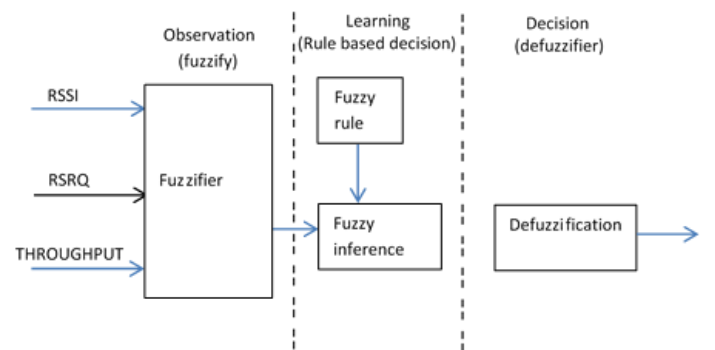 Observation
(fuzzify)
Learning
(Rule based decision)
Decision
(defuzzifier)
RSSI
RSRQ
THROUGHPUT
Fuzzifier
Fuzzy
rule
Fuzzy
inference
Defuzzification